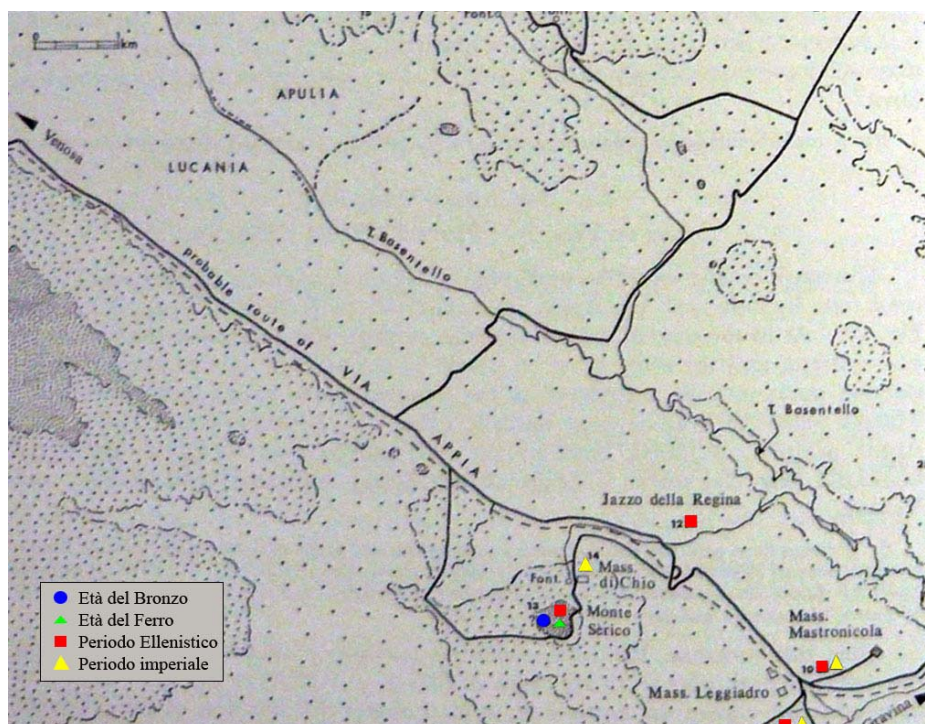 km
Font.
APULIA
Venosa
LUCANIA
T. Basentello
probable route of VIA APPIA
T. Basentello
Jazzo della Regina
12
14
Mass.
di Chio
Font.
13
Monte
Serico
Mass.
Mastronicola
10
Mass. Leggiadro
Età del Bronzo
Età del Ferro
Periodo Ellenistico
Periodo imperiale